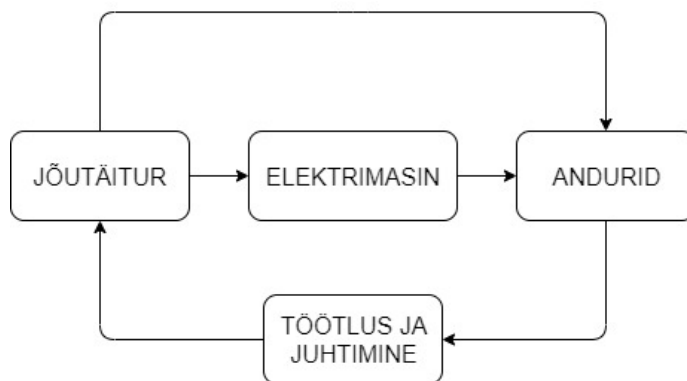 JÕUTÄITUR
ELEKTRIMASIN
ANDURID
TÖÖTLUS JA
JUHTIMINE